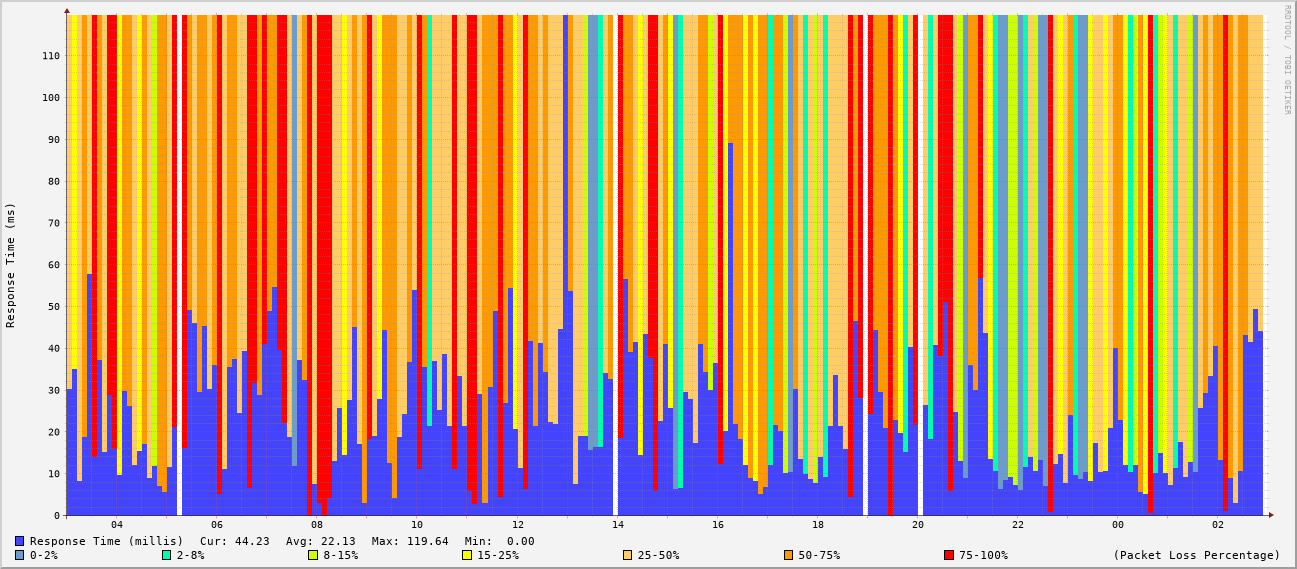 RRDTOOL / TOBI OETIKER
Response Time (ms)
110
100
90
80
70
60
50
40
30
20
10
0
04 06 08 10 12 14 16 18 20 22 00 02
Response Time (millis) Cur: 44.23 Avg: 22.13 Max: 119.64 Min: 0.00
0-2% 2-8% 8-15% 15-25% 25-50% 50-75% 75-100% (Packet Loss Percentage)